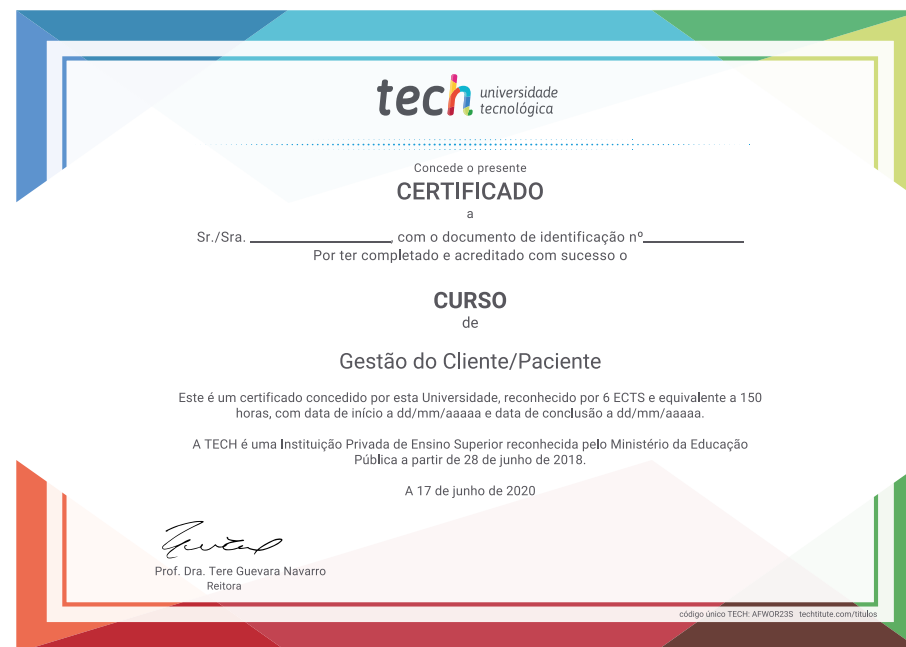 tech universidade
tecnológica
Concede o presente
CERTIFICADO
a
Sr./Sra. ____________________, com o documento de identificação nº______________
Por ter completado e acreditado com sucesso o
CURSO
de
Gestão do Cliente/Paciente
Este é um certificado concedido por esta Universidade, reconhecido por 6 ECTS e equivalente a 150
horas, com data de início a dd/mm/aaaaa e data de conclusão a dd/mm/aaaaa.
A TECH é uma Instituição Privada de Ensino Superior reconhecida pelo Ministério da Educação
Pública a partir de 28 de junho de 2018.
A 17 de junho de 2020
Prof. Dra. Tere Guevara Navarro
Reitora
código único TECH: AFWOR23S techtitute.com/titulos